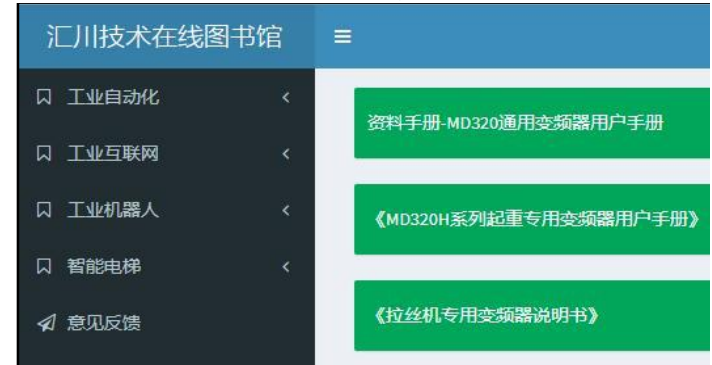 汇川技术在线图书馆
工业自动化
工业互联网
工业机器人
智能电梯
意见反馈
资料手册-MD320通用变频器用户手册
《MD320H系列起重专用变频器用户手册》
《拉丝机专用变频器说明书》